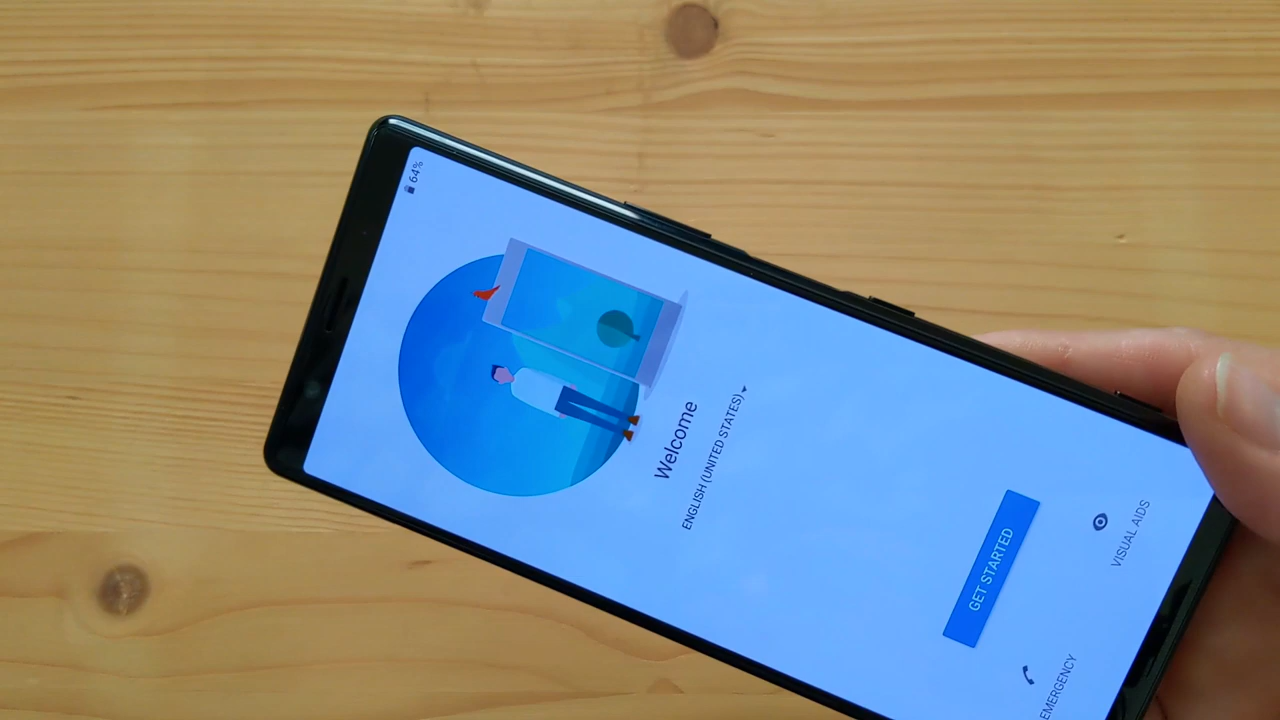 64%
Welcome
ENGLISH (UNITED STATES)
GET STARTED
EMERGENCY
VISUAL AIDS